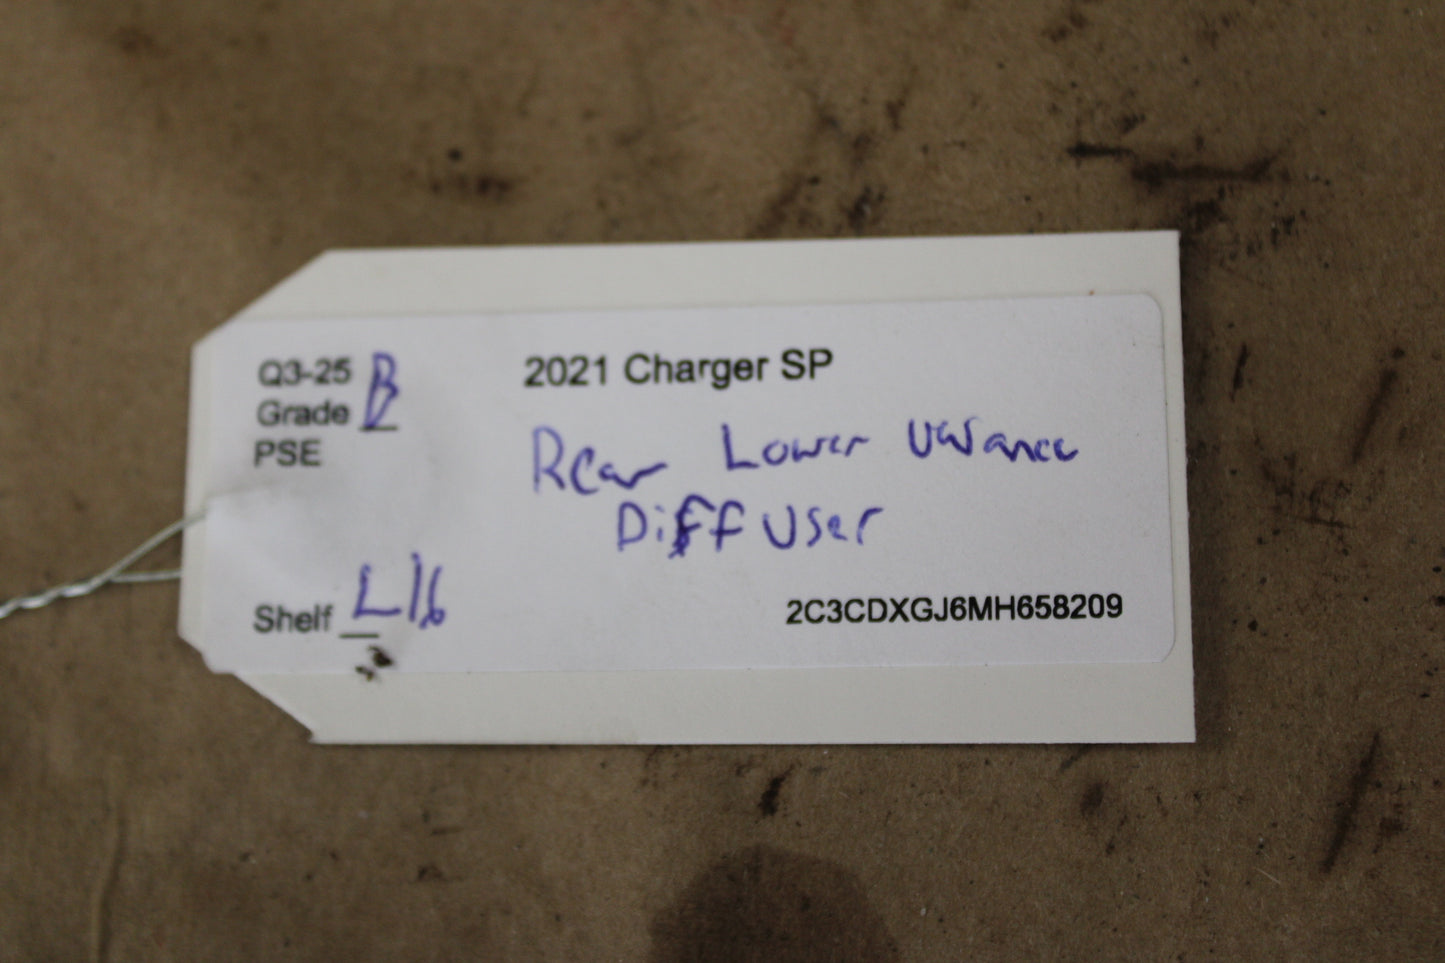 Q3-25
Grade B
PSE
2021 Charger SP
Rear Lower Valance
Diffuser
Shelf L16
2C3CDXGJ6MH658209